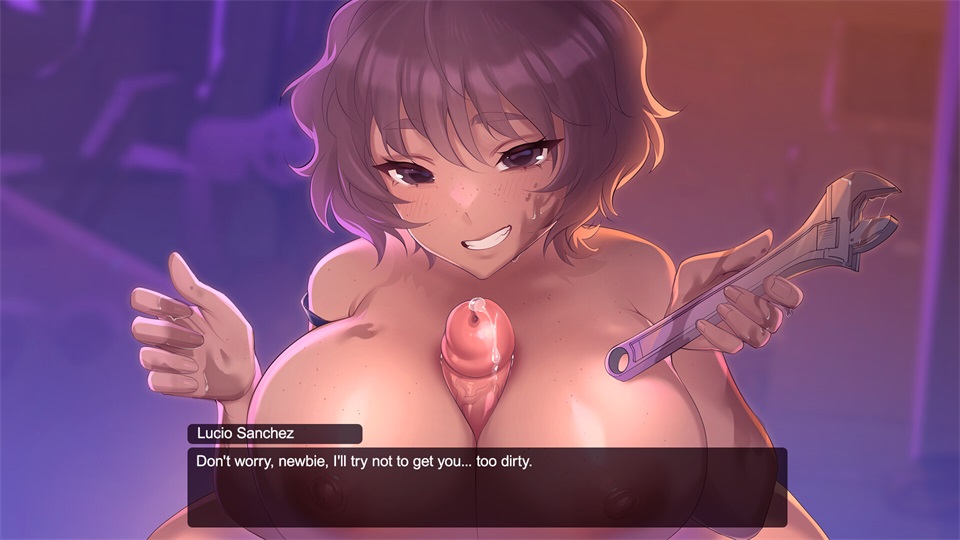 Lucio Sanchez
Don't worry, newbie, I'll try not to get you... too dirty.